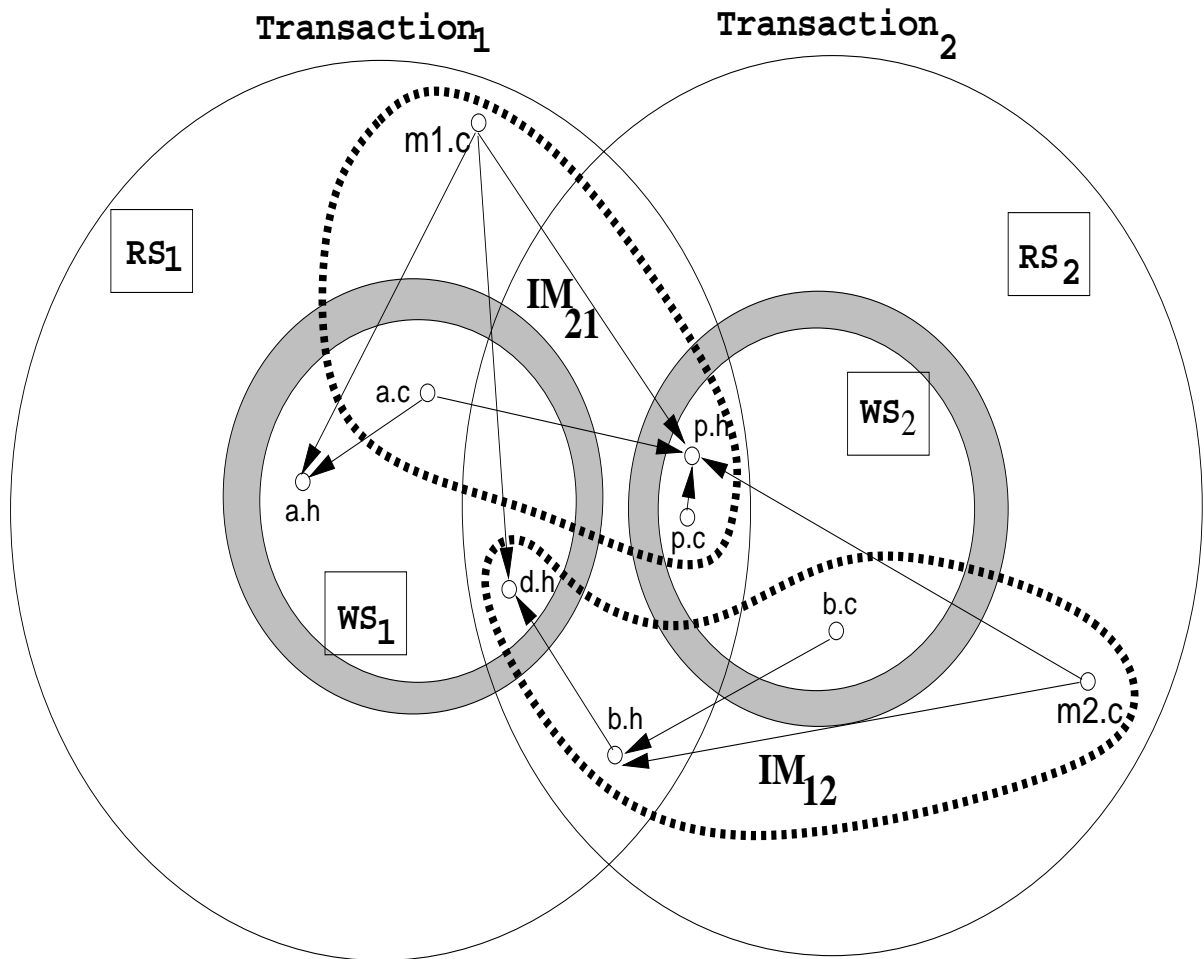 Transaction1
Transaction2
m1.c
RS1
RS2
IM21
a.c
WS2
p.h
a.h
p.c
d.h
WS1
b.c
m2.c
b.h
IM12